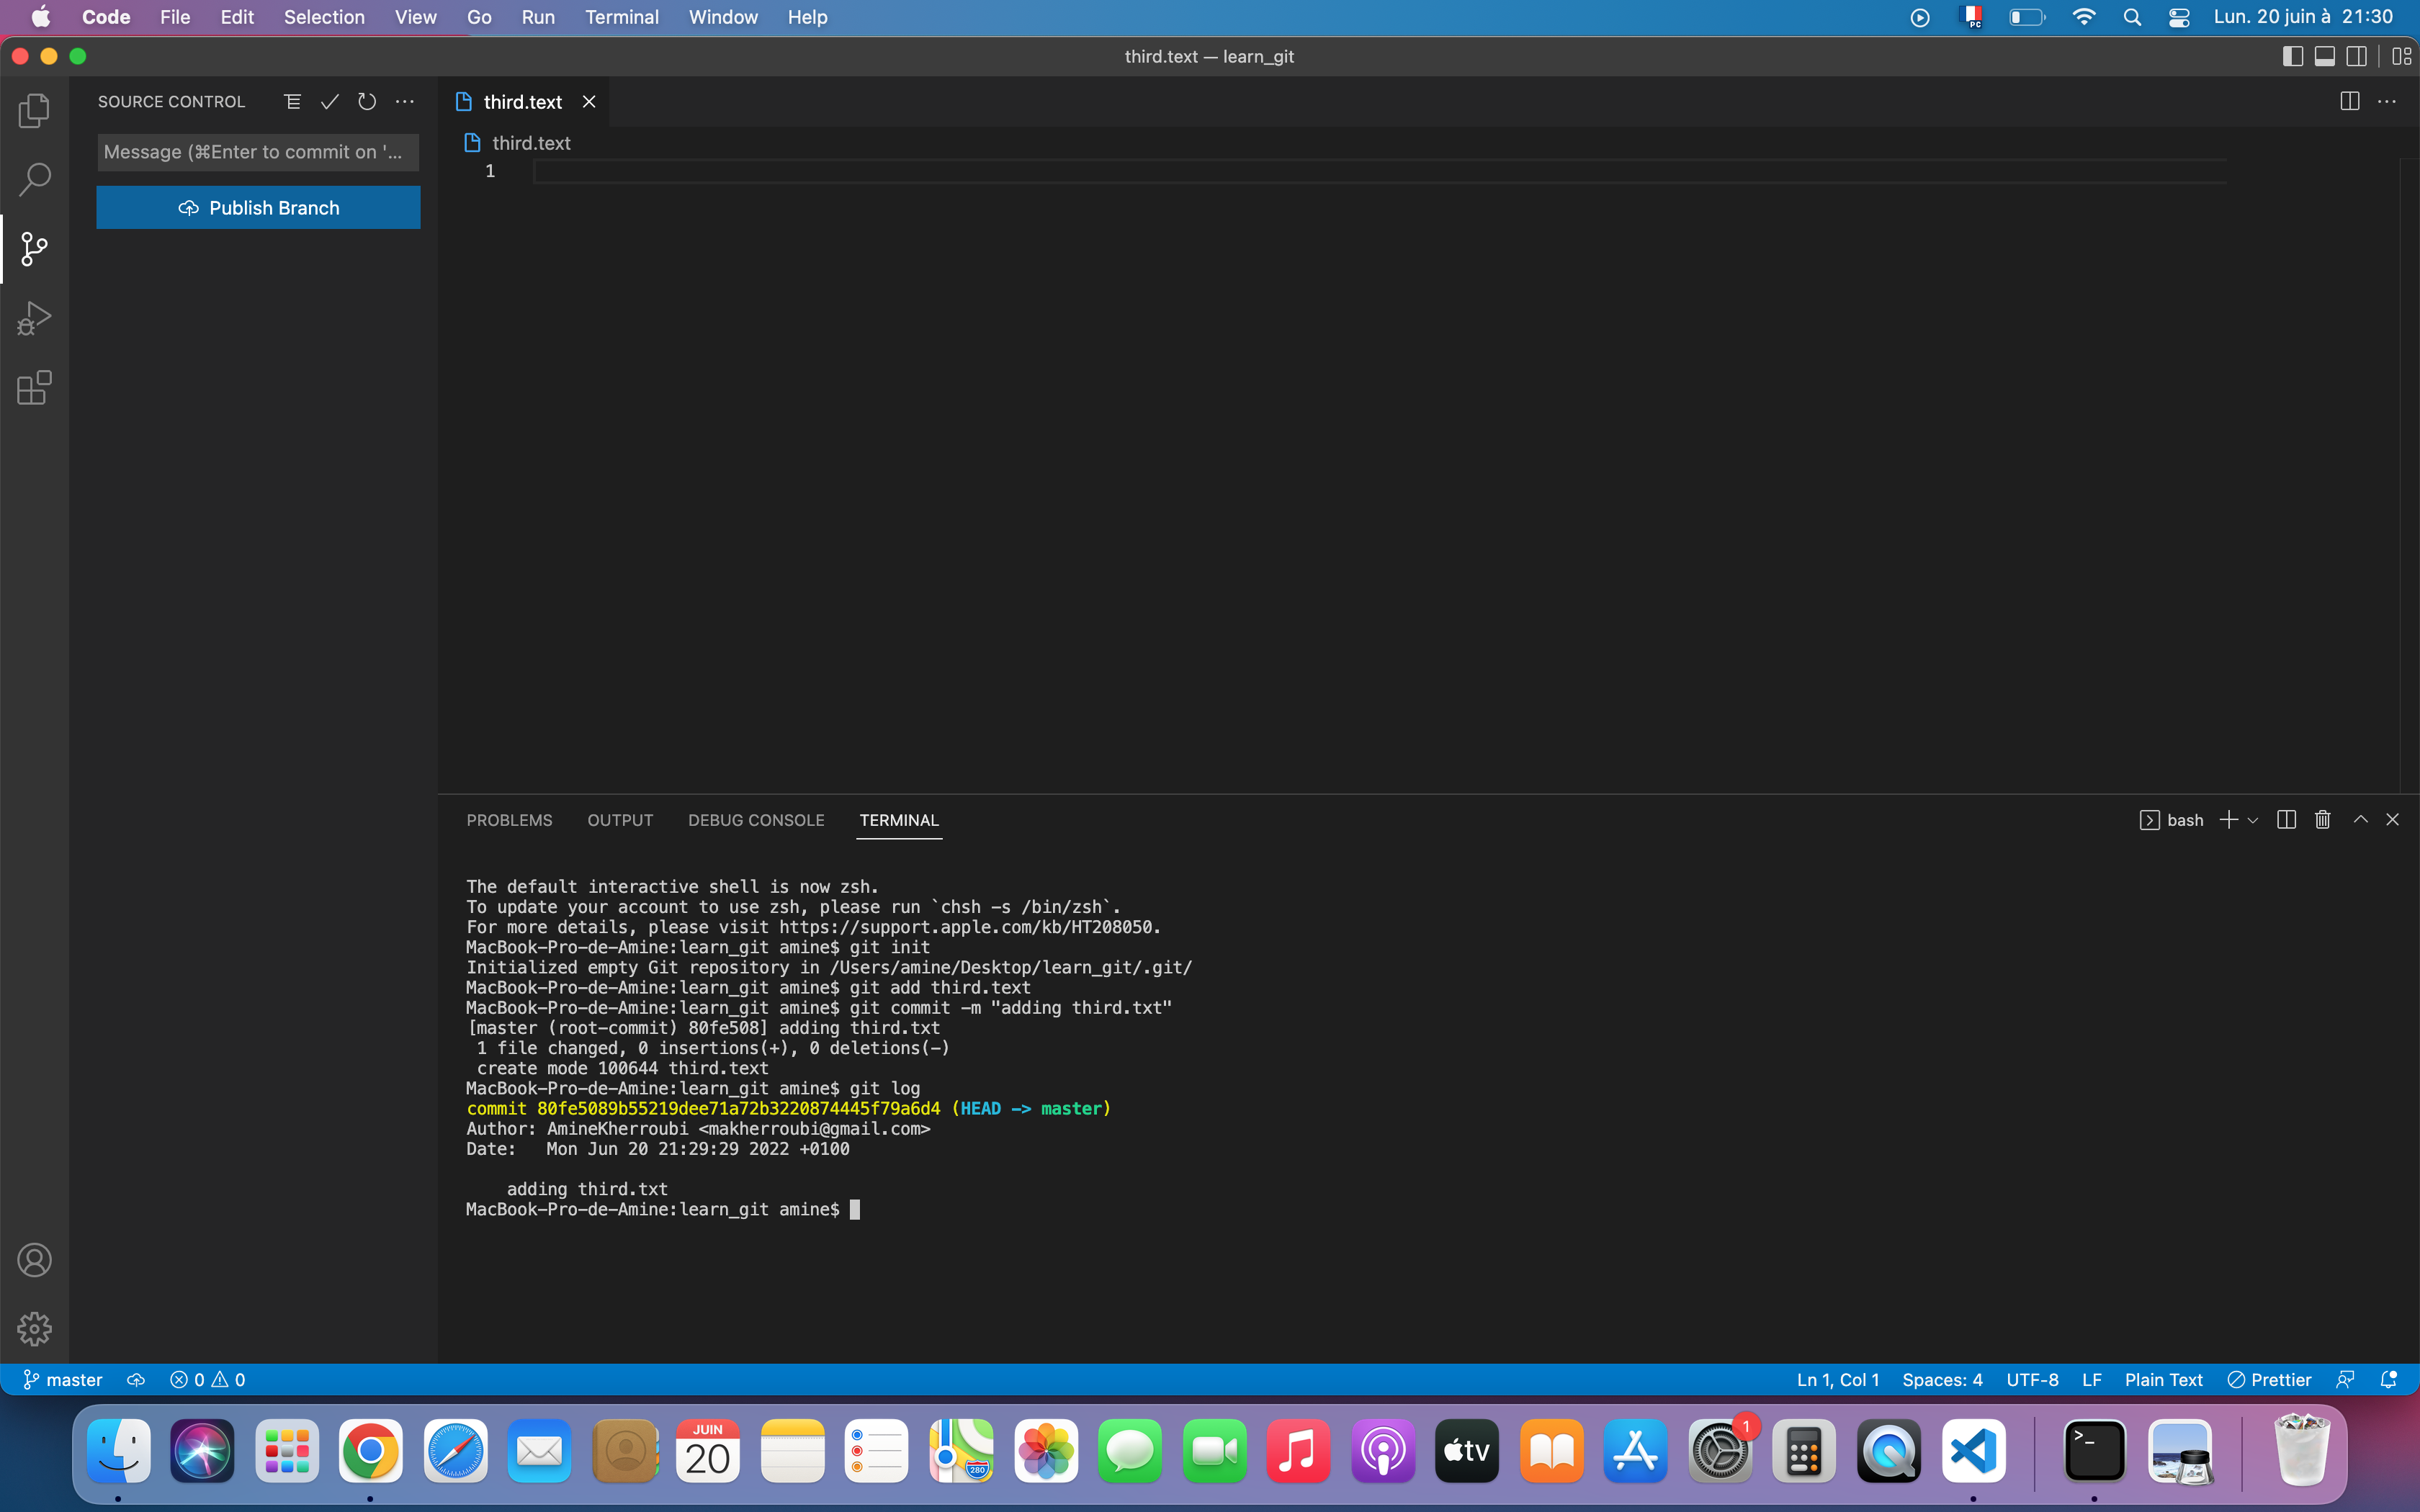 Code File Edit Selection View Go Run Terminal Window Help
PC
Lun. 20 juin à 21:30
third.text — learn_git
SOURCE CONTROL
Message (⌘Enter to commit on '...
Publish Branch
third.text
third.text
1
PROBLEMS OUTPUT DEBUG CONSOLE TERMINAL
bash
The default interactive shell is now zsh.
To update your account to use zsh, please run `chsh -s /bin/zsh`.
For more details, please visit https://support.apple.com/kb/HT208050.
MacBook-Pro-de-Amine:learn_git amine$ git init
Initialized empty Git repository in /Users/amine/Desktop/learn_git/.git/
MacBook-Pro-de-Amine:learn_git amine$ git add third.text
MacBook-Pro-de-Amine:learn_git amine$ git commit -m "adding third.txt"
[master (root-commit) 80fe508] adding third.txt
 1 file changed, 0 insertions(+), 0 deletions(-)
 create mode 100644 third.text
MacBook-Pro-de-Amine:learn_git amine$ git log
commit 80fe5089b55219dee71a72b3220874445f79a6d4 (HEAD -> master)
Author: AmineKherroubi <makherroubi@gmail.com>
Date:   Mon Jun 20 21:29:29 2022 +0100
    adding third.txt
MacBook-Pro-de-Amine:learn_git amine$
master 0 0
Ln 1, Col 1 Spaces: 4 UTF-8 LF Plain Text Prettier
JUIN
20
280
tv
1
>_